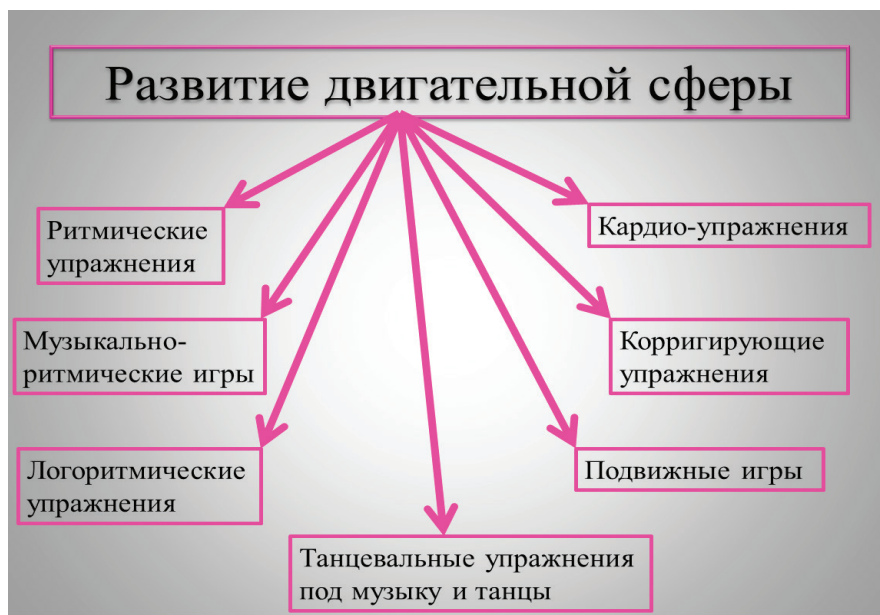 Развитие двигательной сферы
Ритмические
упражнения
Кардио-упражнения
Музыкально-
ритмические игры
Корригирующие
упражнения
Логоритмические
упражнения
Подвижные игры
Танцевальные упражнения
под музыку и танцы